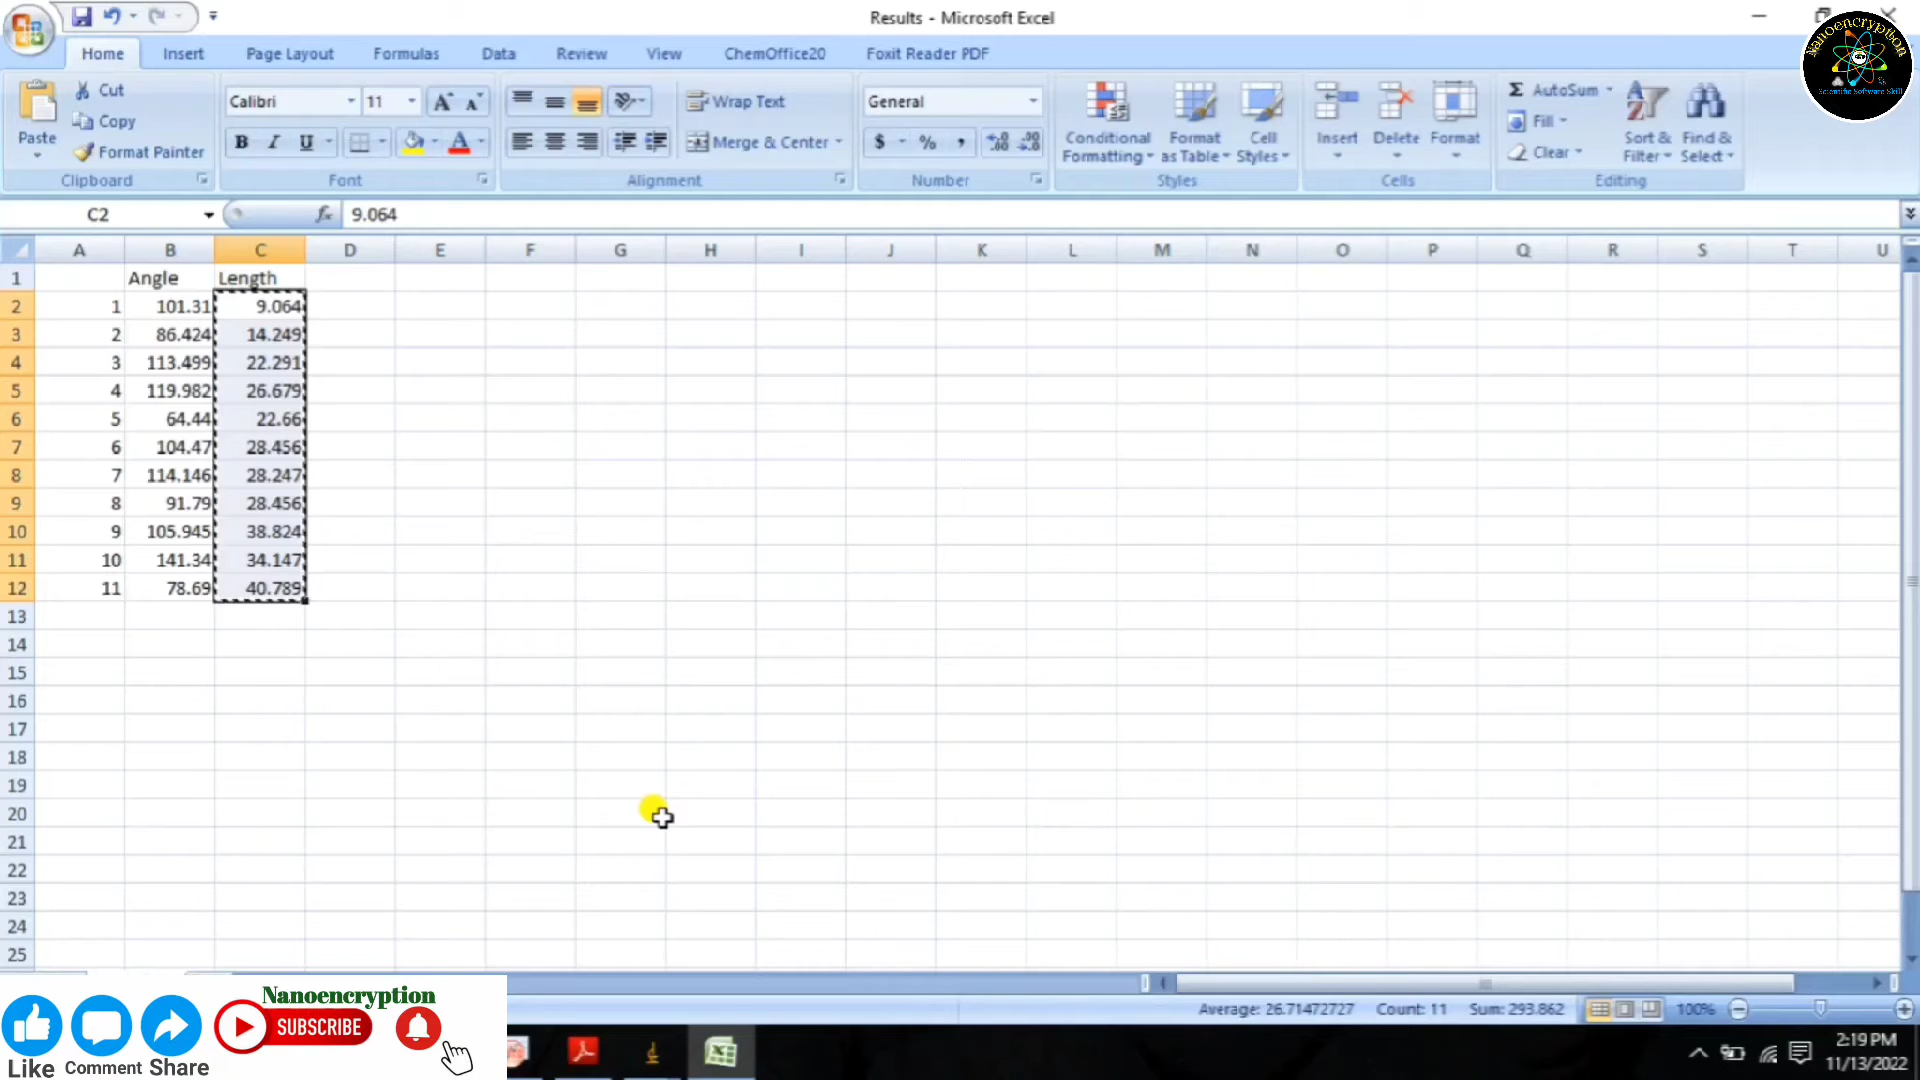 Results - Microsoft Excel
Nanoencryption
Scientific Software Skill
Home Insert Page Layout Formulas Data Review View ChemOffice20 Foxit Reader PDF
Paste
Cut
Copy
Format Painter
Clipboard
Calibri 11
B I U
Font
Wrap Text
Merge & Center
Alignment
General
$ % ,
Number
Conditional Formatting
Format as Table
Cell Styles
Styles
Insert Delete Format
Cells
Σ AutoSum
Fill
Clear
Sort & Filter
Find & Select
Editing
C2 fx 9.064
A B C D E F G H I J K L M N O P Q R S T U
1 Angle Length
2 1 101.31 9.064
3 2 86.424 14.249
4 3 113.499 22.291
5 4 119.982 26.679
6 5 64.44 22.66
7 6 104.47 28.456
8 7 114.146 28.247
9 8 91.79 28.456
10 9 105.945 38.824
11 10 141.34 34.147
12 11 78.69 40.789
13
14
15
16
17
18
19
20
21
22
23
24
25
Average: 26.71472727 Count: 11 Sum: 293.862 100%
Nanoencryption
SUBSCRIBE
Like Comment Share
2:19 PM
11/13/2022